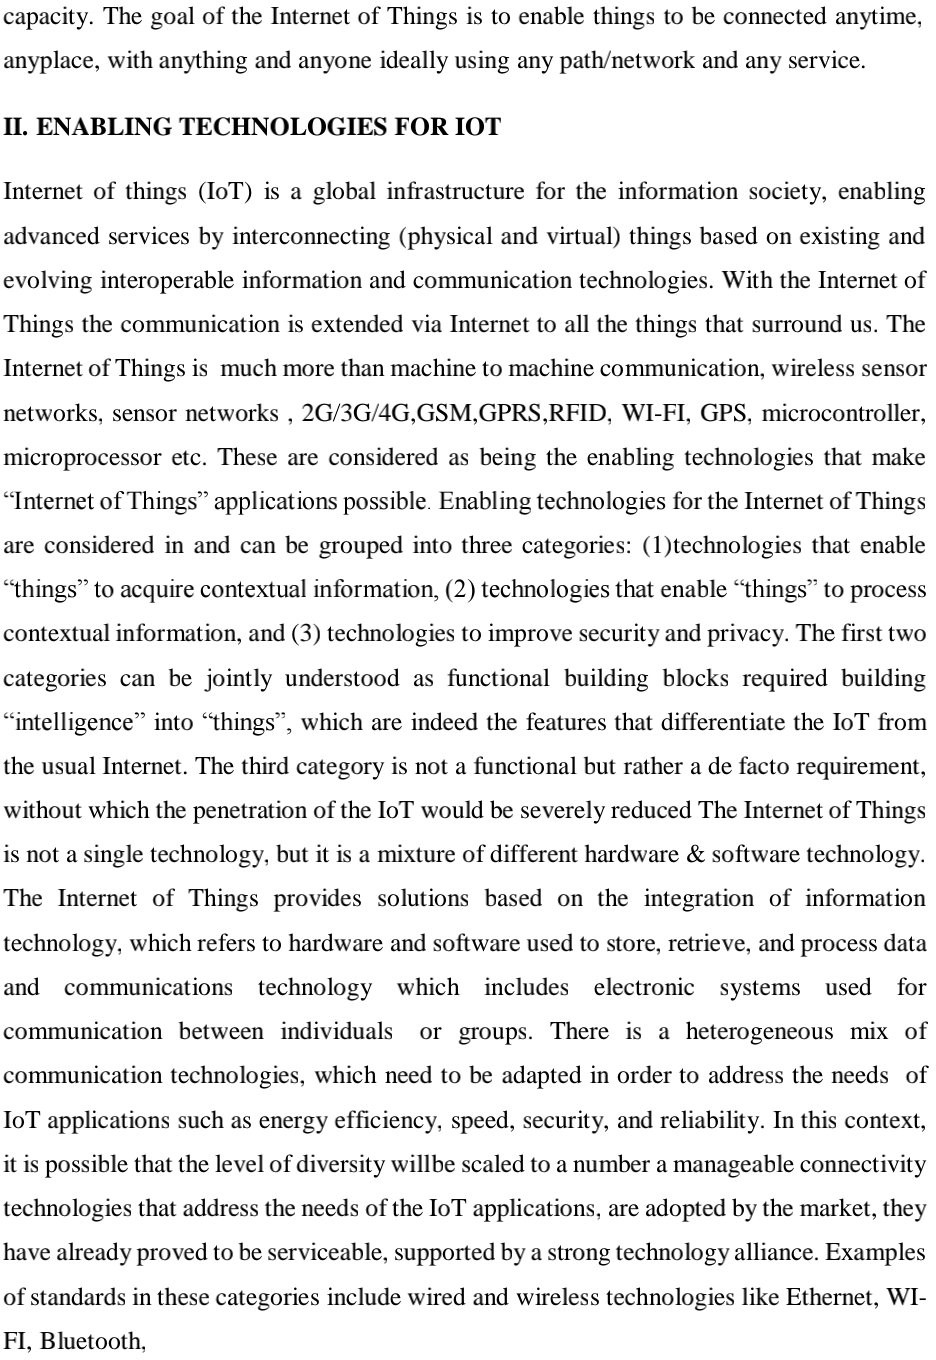 capacity. The goal of the Internet of Things is to enable things to be connected anytime,
anyplace, with anything and anyone ideally using any path/network and any service.
II. ENABLING TECHNOLOGIES FOR IOT
Internet of things (IoT) is a global infrastructure for the information society, enabling
advanced services by interconnecting (physical and virtual) things based on existing and
evolving interoperable information and communication technologies. With the Internet of
Things the communication is extended via Internet to all the things that surround us. The
Internet of Things is  much more than machine to machine communication, wireless sensor
networks, sensor networks , 2G/3G/4G,GSM,GPRS,RFID, WI-FI, GPS, microcontroller,
microprocessor etc. These are considered as being the enabling technologies that make
“Internet of Things” applications possible. Enabling technologies for the Internet of Things
are considered in and can be grouped into three categories: (1)technologies that enable
“things” to acquire contextual information, (2) technologies that enable “things” to process
contextual information, and (3) technologies to improve security and privacy. The first two
categories can be jointly understood as functional building blocks required building
“intelligence” into “things”, which are indeed the features that differentiate the IoT from
the usual Internet. The third category is not a functional but rather a de facto requirement,
without which the penetration of the IoT would be severely reduced The Internet of Things
is not a single technology, but it is a mixture of different hardware & software technology.
The Internet of Things provides solutions based on the integration of information
technology, which refers to hardware and software used to store, retrieve, and process data
and communications technology which includes electronic systems used for
communication between individuals  or groups. There is a heterogeneous mix of
communication technologies, which need to be adapted in order to address the needs  of
IoT applications such as energy efficiency, speed, security, and reliability. In this context,
it is possible that the level of diversity willbe scaled to a number a manageable connectivity
technologies that address the needs of the IoT applications, are adopted by the market, they
have already proved to be serviceable, supported by a strong technology alliance. Examples
of standards in these categories include wired and wireless technologies like Ethernet, WI-
FI, Bluetooth,